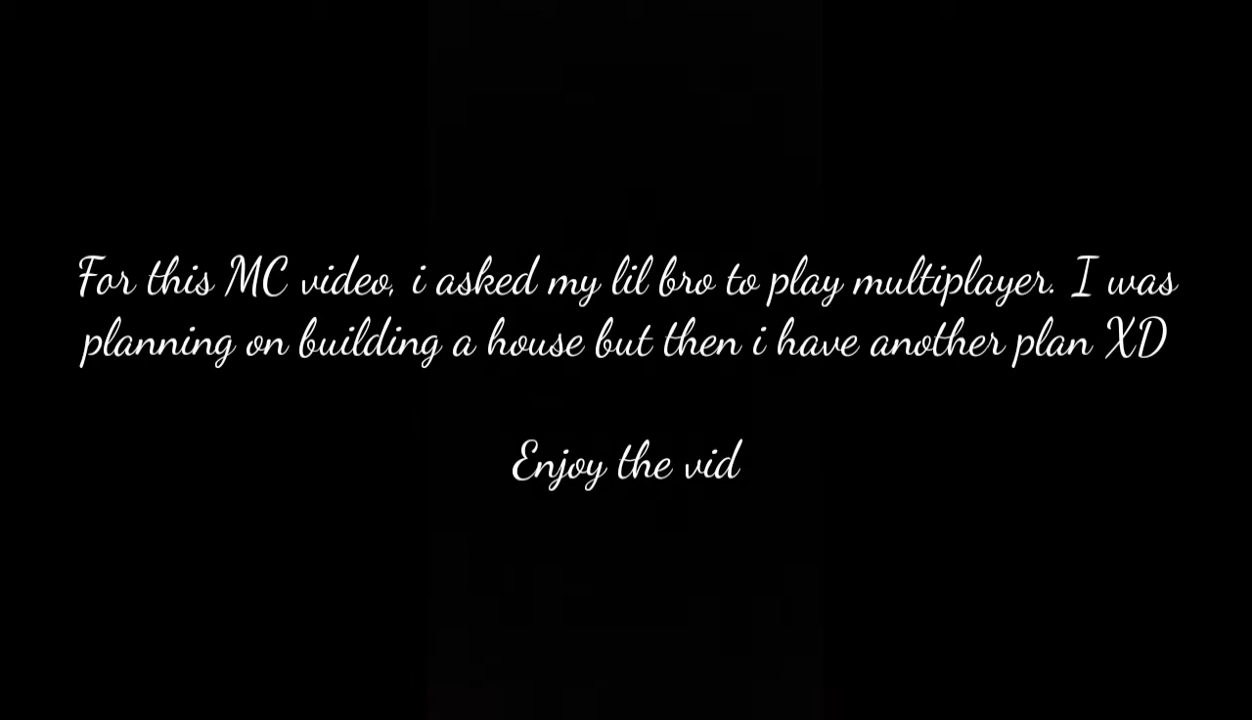 For this MC video, i asked my lil bro to play multiplayer. I was
planning on building a house but then i have another plan XD
Enjoy the vid